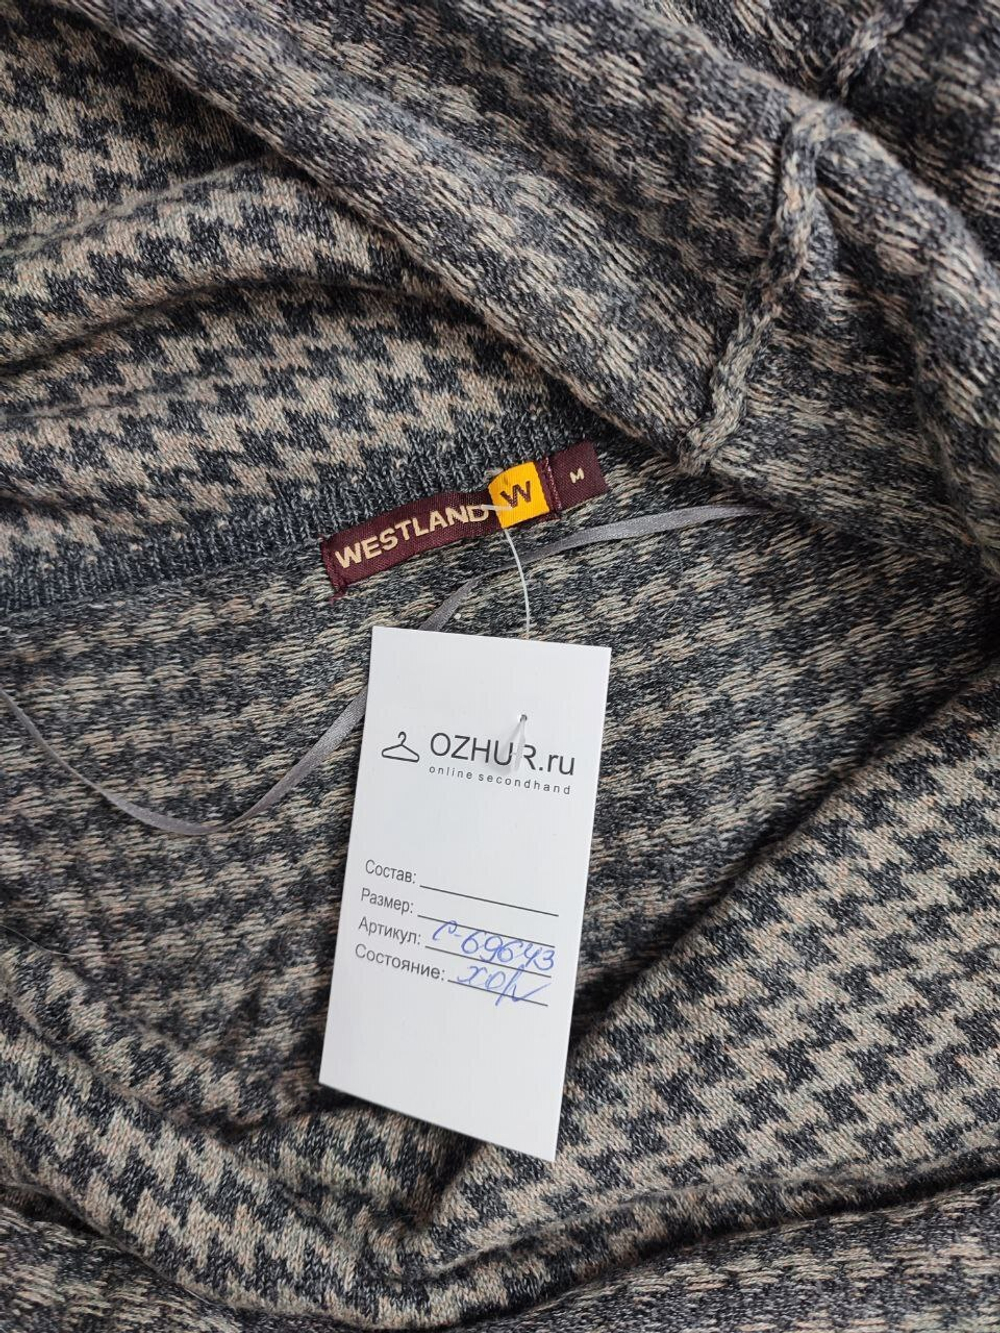 WESTLAND W M
OZHUR.ru
online secondhand
Состав:
Размер:
Артикул: С-69643
Состояние: хор